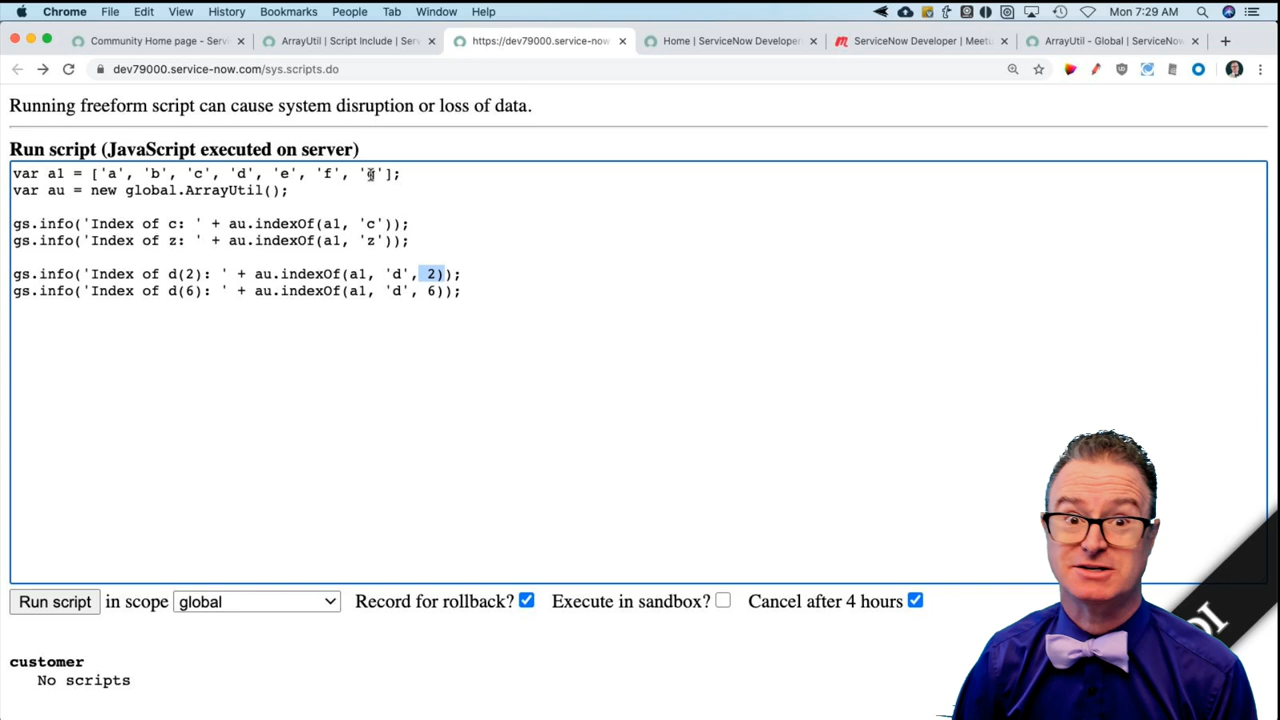 Chrome File Edit View History Bookmarks People Tab Window Help Mon 7:29 AM
Community Home page - Servi ArrayUtil | Script Include | Serv https://dev79000.service-now Home | ServiceNow Developer ServiceNow Developer | Meetu ArrayUtil - Global | ServiceNow
dev79000.service-now.com/sys.scripts.do
Running freeform script can cause system disruption or loss of data.
Run script (JavaScript executed on server)
var a1 = ['a', 'b', 'c', 'd', 'e', 'f', 'g'];
var au = new global.ArrayUtil();
gs.info('Index of c: ' + au.indexOf(a1, 'c'));
gs.info('Index of z: ' + au.indexOf(a1, 'z'));
gs.info('Index of d(2): ' + au.indexOf(a1, 'd', 2));
gs.info('Index of d(6): ' + au.indexOf(a1, 'd', 6));
Run script in scope global Record for rollback? Execute in sandbox? Cancel after 4 hours
customer
No scripts